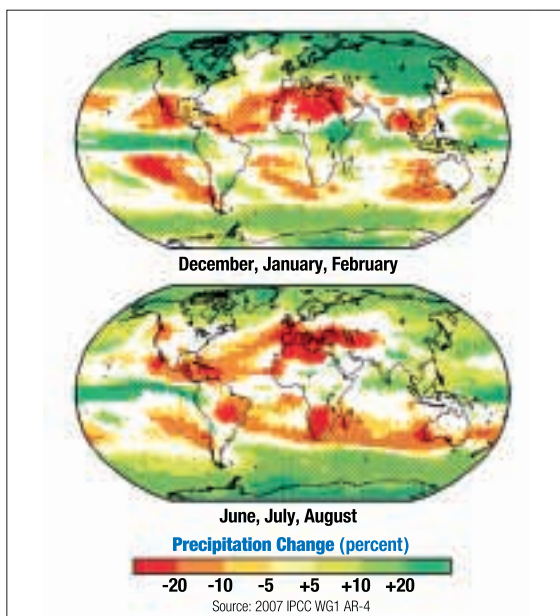 December, January, February
June, July, August
Precipitation Change (percent)
-20 -10 -5 +5 +10 +20
Source: 2007 IPCC WG1 AR-4